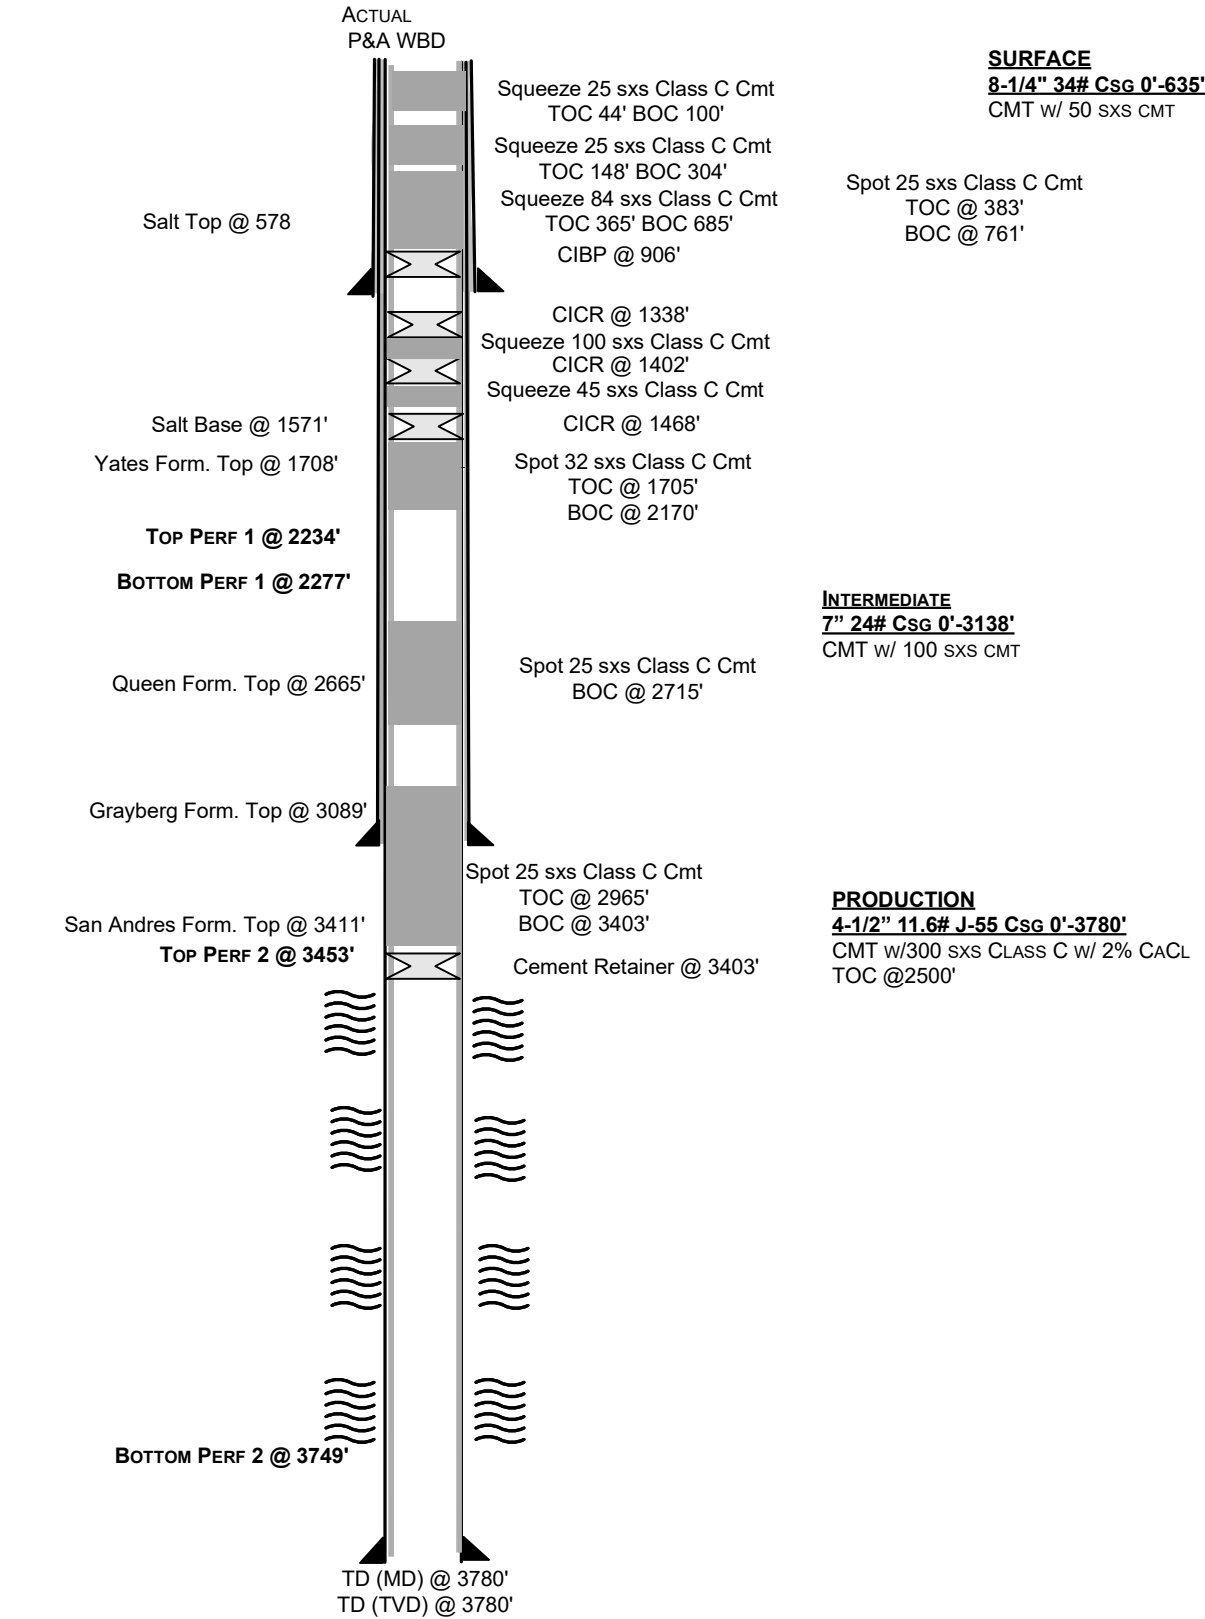 ACTUAL
P&A WBD
SURFACE
8-1/4" 34# CSG 0'-635'
CMT W/ 50 SXS CMT
Squeeze 25 sxs Class C Cmt
TOC 44' BOC 100'
Squeeze 25 sxs Class C Cmt
TOC 148' BOC 304'
Spot 25 sxs Class C Cmt
TOC @ 383'
BOC @ 761'
Squeeze 84 sxs Class C Cmt
TOC 365' BOC 685'
Salt Top @ 578
CIBP @ 906'
CICR @ 1338'
Squeeze 100 sxs Class C Cmt
CICR @ 1402'
Squeeze 45 sxs Class C Cmt
Salt Base @ 1571'
CICR @ 1468'
Yates Form. Top @ 1708'
Spot 32 sxs Class C Cmt
TOC @ 1705'
BOC @ 2170'
TOP PERF 1 @ 2234'
BOTTOM PERF 1 @ 2277'
INTERMEDIATE
7” 24# CSG 0'-3138'
CMT W/ 100 SXS CMT
Queen Form. Top @ 2665'
Spot 25 sxs Class C Cmt
BOC @ 2715'
Grayberg Form. Top @ 3089'
Spot 25 sxs Class C Cmt
TOC @ 2965'
BOC @ 3403'
PRODUCTION
4-1/2” 11.6# J-55 CSG 0'-3780'
CMT W/300 SXS CLASS C W/ 2% CACL
TOC @2500'
San Andres Form. Top @ 3411'
TOP PERF 2 @ 3453'
Cement Retainer @ 3403'
BOTTOM PERF 2 @ 3749'
TD (MD) @ 3780'
TD (TVD) @ 3780'